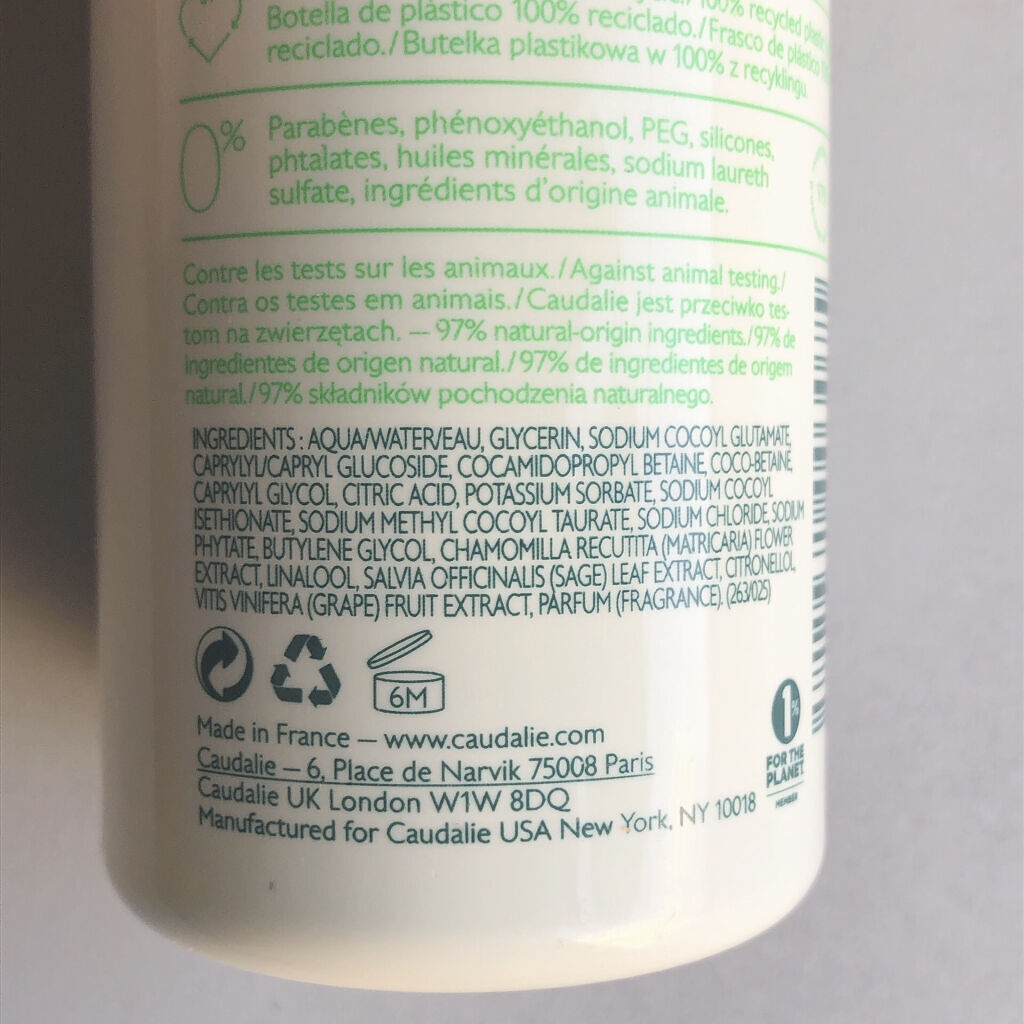 100% recycled plastic
Botella de plástico 100% reciclado./Frasco de plástico
reciclado./Butelka plastikowa w 100% z recyklingu.
0% Parabènes, phénoxyéthanol, PEG, silicones,
phtalates, huiles minérales, sodium laureth
sulfate, ingrédients d'origine animale.
Contre les tests sur les animaux./Against animal testing./
Contra os testes em animais./Caudalie jest przeciwko tes-
tom na zwierzętach. — 97% natural-origin ingredients./97% de
ingredientes de origen natural./97% de ingredientes de origem
natural./97% składników pochodzenia naturalnego.
INGREDIENTS : AQUA/WATER/EAU, GLYCERIN, SODIUM COCOYL GLUTAMATE,
CAPRYLYL/CAPRYL GLUCOSIDE, COCAMIDOPROPYL BETAINE, COCO-BETAINE,
CAPRYLYL GLYCOL, CITRIC ACID, POTASSIUM SORBATE, SODIUM COCOYL
ISETHIONATE, SODIUM METHYL COCOYL TAURATE, SODIUM CHLORIDE, SODIUM
PHYTATE, BUTYLENE GLYCOL, CHAMOMILLA RECUTITA (MATRICARIA) FLOWER
EXTRACT, LINALOOL, SALVIA OFFICINALIS (SAGE) LEAF EXTRACT, CITRONELLOL,
VITIS VINIFERA (GRAPE) FRUIT EXTRACT, PARFUM (FRAGRANCE). (263/025)
6M
Made in France — www.caudalie.com
Caudalie – 6, Place de Narvik 75008 Paris
Caudalie UK London W1W 8DQ
Manufactured for Caudalie USA New York, NY 10018
1%
FOR THE
PLANET
MEMBER